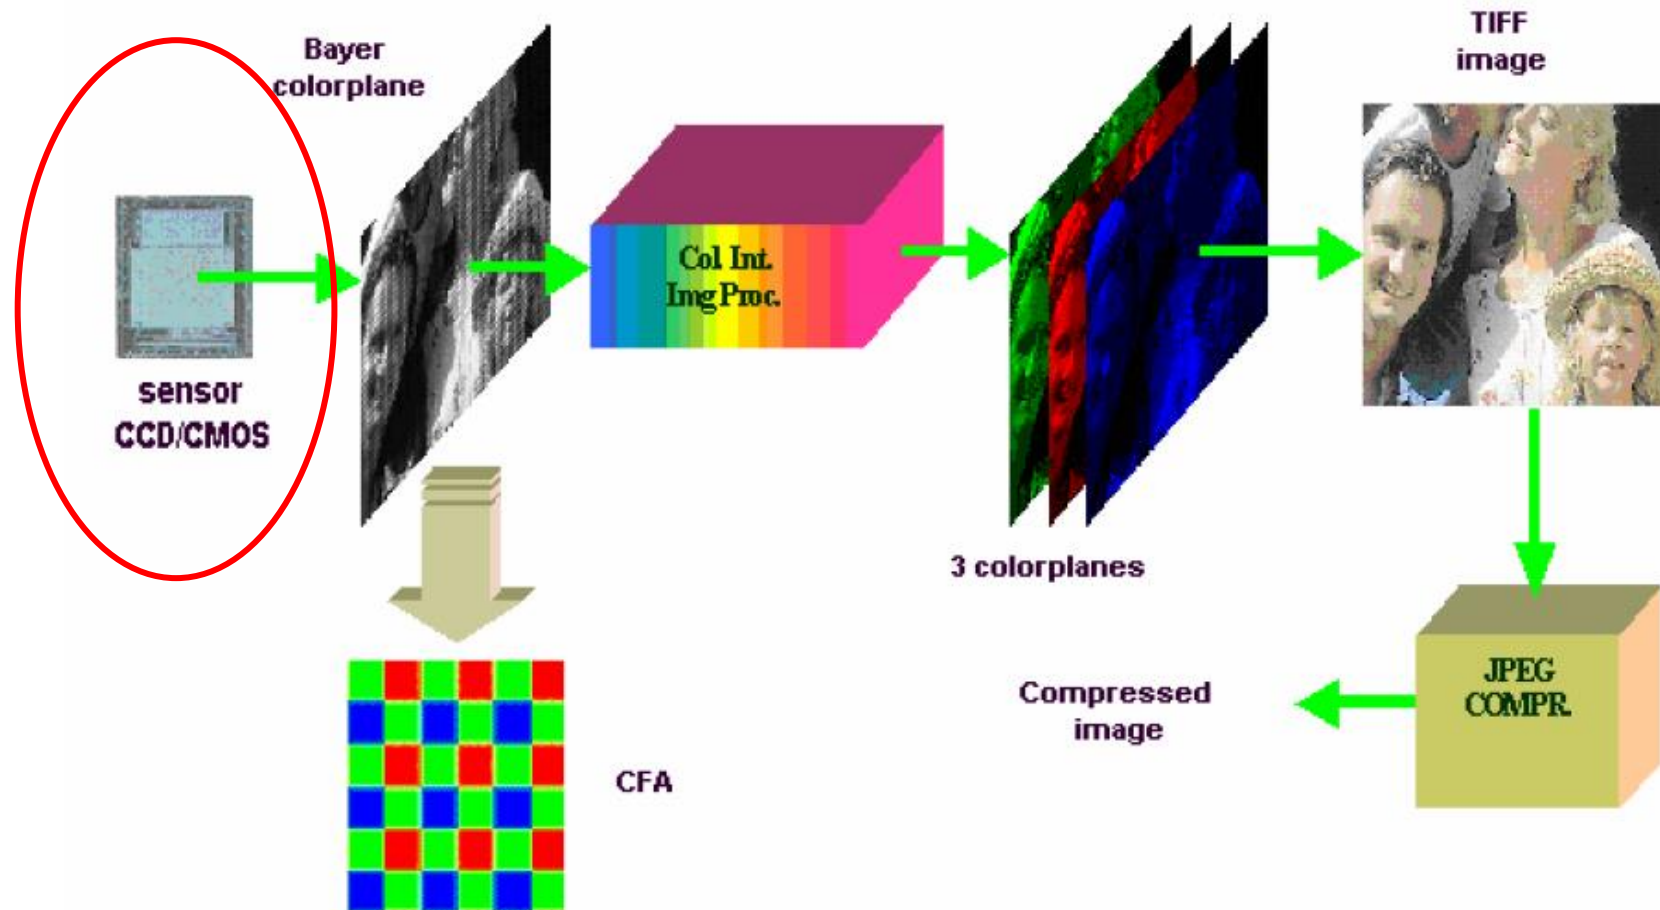 Bayer
colorplane
TIFF
image
sensor
CCD/CMOS
Col. Int.
Img Proc.
3 colorplanes
CFA
Compressed
image
JPEG
COMPR.